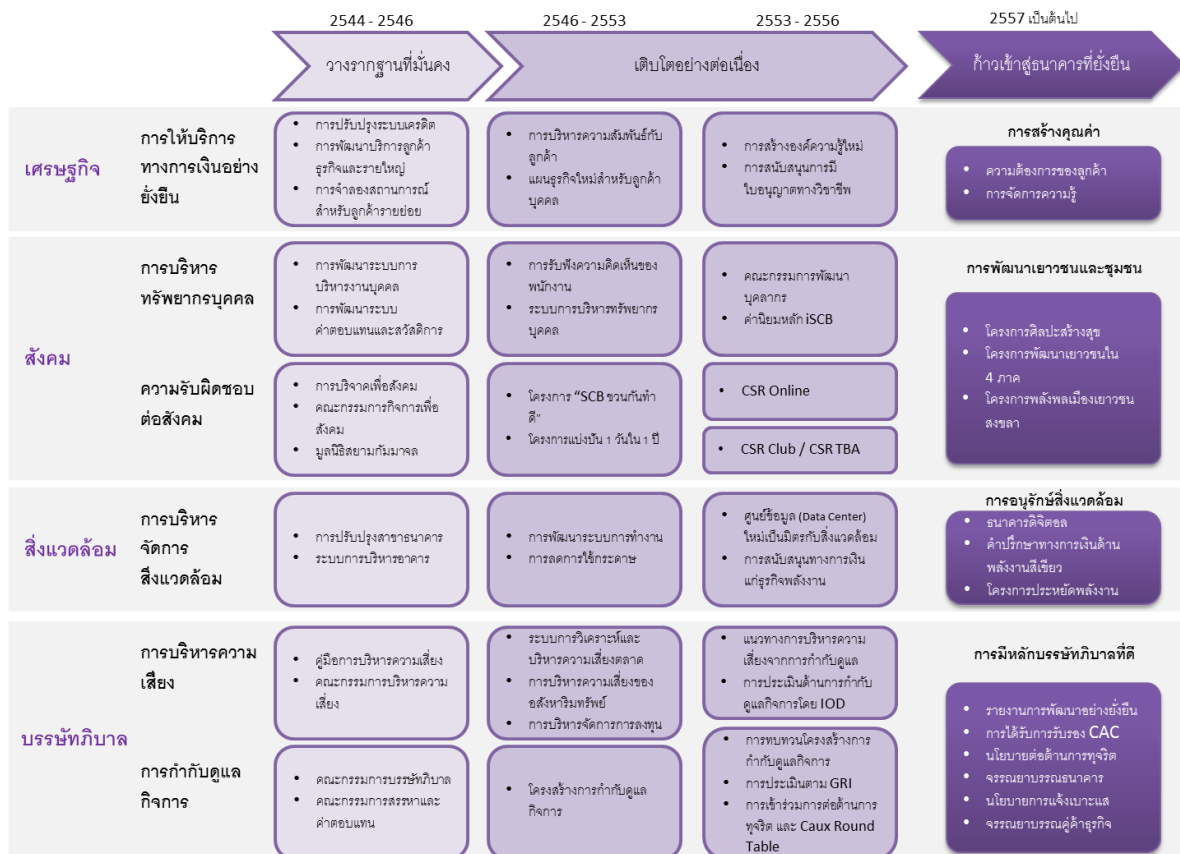 2544 - 2546
2546 - 2553
2553 - 2556
2557 เป็นต้นไป
วางรากฐานที่มั่นคง
เติบโตอย่างต่อเนื่อง
ก้าวเข้าสู่ธนาคารที่ยั่งยืน
เศรษฐกิจ
การให้บริการ
ทางการเงินอย่าง
ยั่งยืน
• การปรับปรุงระบบเครดิต
• การพัฒนาบริการลูกค้า
ธุรกิจและรายใหญ่
• การจำลองสถานการณ์
สำหรับลูกค้ารายย่อย
• การบริหารความสัมพันธ์กับ
ลูกค้า
• แผนธุรกิจใหม่สำหรับลูกค้า
บุคคล
• การสร้างองค์ความรู้ใหม่
• การสนับสนุนการมี
ใบอนุญาตทางวิชาชีพ
การสร้างคุณค่า
• ความต้องการของลูกค้า
• การจัดการความรู้
สังคม
การบริหาร
ทรัพยากรบุคคล
• การพัฒนาระบบการ
บริหารงานบุคคล
• การพัฒนาระบบ
ค่าตอบแทนและสวัสดิการ
• การรับฟังความคิดเห็นของ
พนักงาน
• ระบบการบริหารทรัพยากร
บุคคล
• คณะกรรมการพัฒนา
บุคลากร
• ค่านิยมหลัก iSCB
การพัฒนาเยาวชนและชุมชน
• โครงการศิลปะสร้างสุข
• โครงการพัฒนาเยาวชนใน
4 ภาค
• โครงการพลังพลเมืองเยาวชน
สงขลา
ความรับผิดชอบ
ต่อสังคม
• การบริจาคเพื่อสังคม
• คณะกรรมการกิจการเพื่อ
สังคม
• มูลนิธิสยามกัมมาจล
• โครงการ “SCB ชวนกันทำ
ดี”
• โครงการแบ่งปัน 1 วันใน 1 ปี
• CSR Online
• CSR Club / CSR TBA
สิ่งแวดล้อม
การบริหาร
จัดการ
สิ่งแวดล้อม
• การปรับปรุงสาขาธนาคาร
• ระบบการบริหารอาคาร
• การพัฒนาระบบการทำงาน
• การลดการใช้กระดาษ
• ศูนย์ข้อมูล (Data Center)
ใหม่เป็นมิตรกับสิ่งแวดล้อม
• การสนับสนุนทางการเงิน
แก่ธุรกิจพลังงาน
การอนุรักษ์สิ่งแวดล้อม
• ธนาคารดิจิตอล
• คำปรึกษาทางการเงินด้าน
พลังงานสีเขียว
• โครงการประหยัดพลังงาน
บรรษัทภิบาล
การบริหารความ
เสี่ยง
• คู่มือการบริหารความเสี่ยง
• คณะกรรมการบริหารความ
เสี่ยง
• ระบบการวิเคราะห์และ
บริหารความเสี่ยงตลาด
• การบริหารความเสี่ยงของ
อสังหาริมทรัพย์
• การบริหารจัดการการลงทุน
• แนวทางการบริหารความ
เสี่ยงจากการกำกับดูแล
• การประเมินด้านการกำกับ
ดูแลกิจการโดย IOD
การมีหลักบรรษัทภิบาลที่ดี
• รายงานการพัฒนาอย่างยั่งยืน
• การได้รับการรับรอง CAC
• นโยบายต่อต้านการทุจริต
• จรรณยาบรรณธนาคาร
• นโยบายการแจ้งเบาะแส
• จรรณยาบรรณคู่ค้าธุรกิจ
การกำกับดูแล
กิจการ
• คณะกรรมการบรรษัทภิบาล
• คณะกรรมการสรรหาและ
ค่าตอบแทน
• โครงสร้างการกำกับดูแล
กิจการ
• การทบทวนโครงสร้างการ
กำกับดูแลกิจการ
• การประเมินตาม GRI
• การเข้าร่วมการต่อต้านการ
ทุจริต และ Caux Round
Table